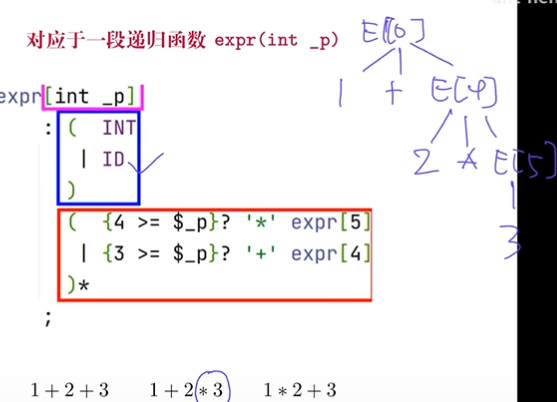 对应于一段递归函数 expr(int _p)
E[0]
1 + E[4]
2 * E[5]
3
expr[int _p]
: ( INT
| ID
)
( {4 >= $_p}? '*' expr[5]
| {3 >= $_p}? '+' expr[4]
)*
;
1 + 2 + 3 1 + 2 * 3 1 * 2 + 3